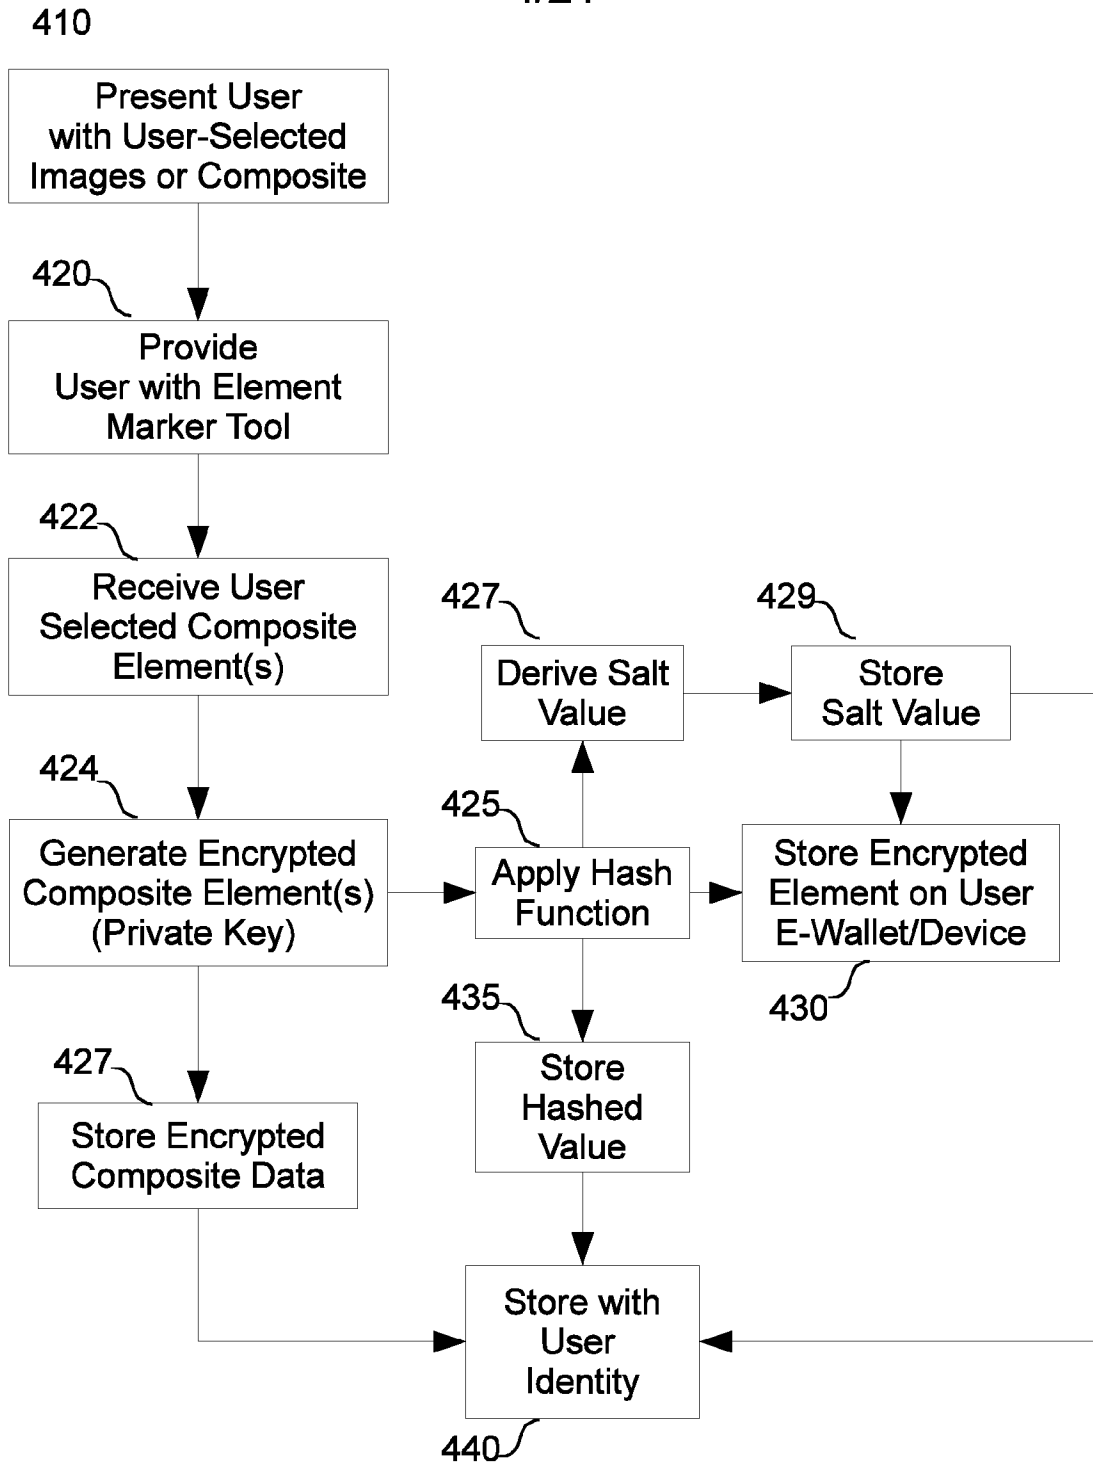 410
Present User
with User-Selected
Images or Composite
420
Provide
User with Element
Marker Tool
422
Receive User
Selected Composite
Element(s)
424
Generate Encrypted
Composite Element(s)
(Private Key)
427
Store Encrypted
Composite Data
427
Derive Salt
Value
429
Store
Salt Value
425
Apply Hash
Function
Store Encrypted
Element on User
E-Wallet/Device
430
435
Store
Hashed
Value
Store with
User
Identity
440